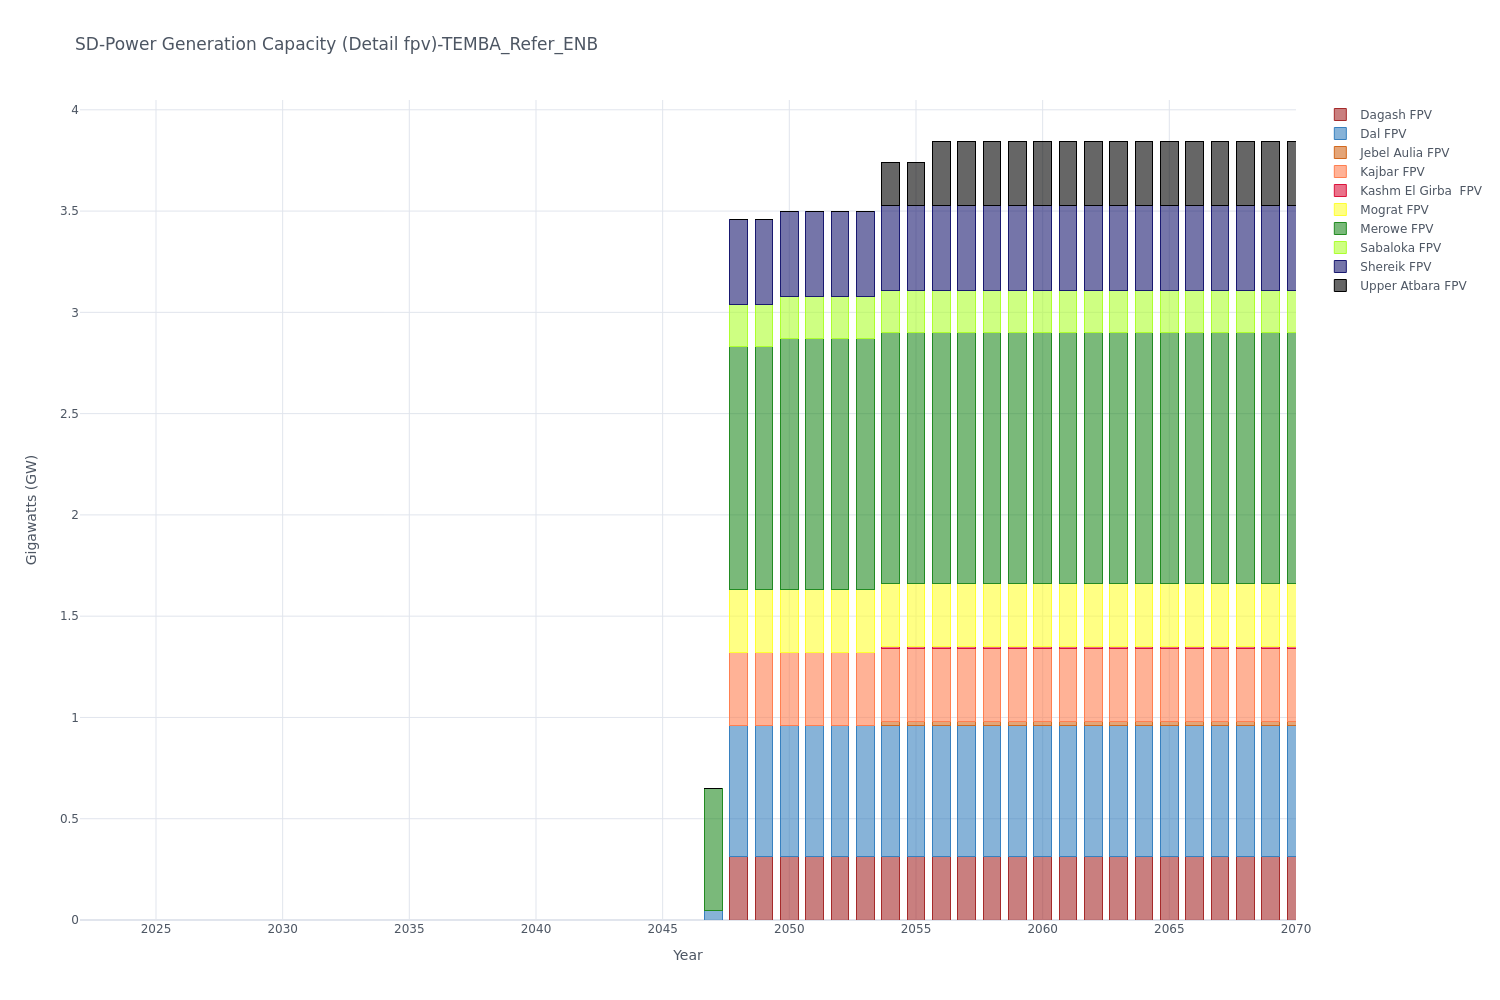 SD-Power Generation Capacity (Detail fpv)-TEMBA_Refer_ENB
4
3.5
3
2.5
2
1.5
1
0.5
0
Gigawatts (GW)
2025
2030
2035
2040
2045
2050
2055
2060
2065
2070
Year
Dagash FPV
Dal FPV
Jebel Aulia FPV
Kajbar FPV
Kashm El Girba  FPV
Mograt FPV
Merowe FPV
Sabaloka FPV
Shereik FPV
Upper Atbara FPV